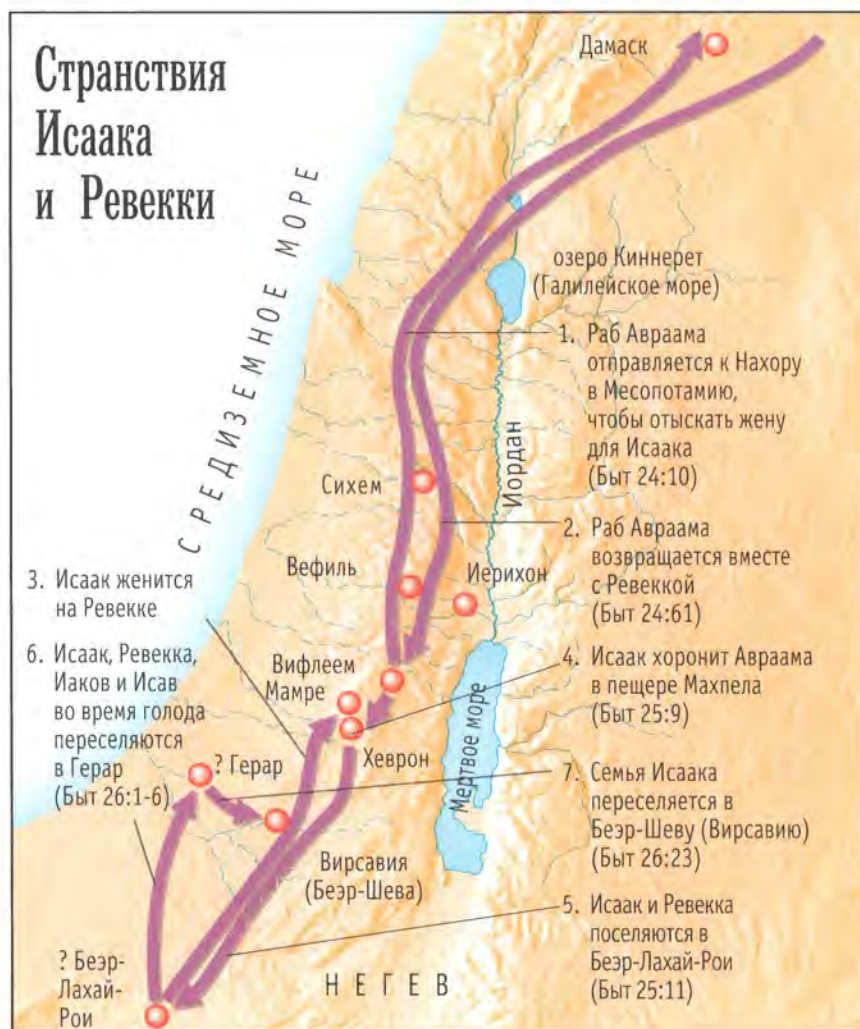 Странствия
Исаака
и Ревекки
Дамаск
СРЕДИЗЕМНОЕ МОРЕ
озеро Киннерет
(Галилейское море)
1. Раб Авраама
отправляется к Нахору
в Месопотамию,
чтобы отыскать жену
для Исаака
(Быт 24:10)
Иордан
Сихем
2. Раб Авраама
возвращается вместе
с Ревеккой
(Быт 24:61)
Вефиль
Иерихон
3. Исаак женится
на Ревекке
6. Исаак, Ревекка,
Иаков и Исав
во время голода
переселяются
в Герар
(Быт 26:1-6)
Вифлеем
Мамре
4. Исаак хоронит Авраама
в пещере Махпела
(Быт 25:9)
Хеврон
Мертвое море
? Герар
7. Семья Исаака
переселяется в
Беэр-Шеву (Вирсавию)
(Быт 26:23)
Вирсавия
(Беэр-Шева)
5. Исаак и Ревекка
поселяются в
Беэр-Лахай-Рои
(Быт 25:11)
? Беэр-
Лахай-
Рои
НЕГЕВ